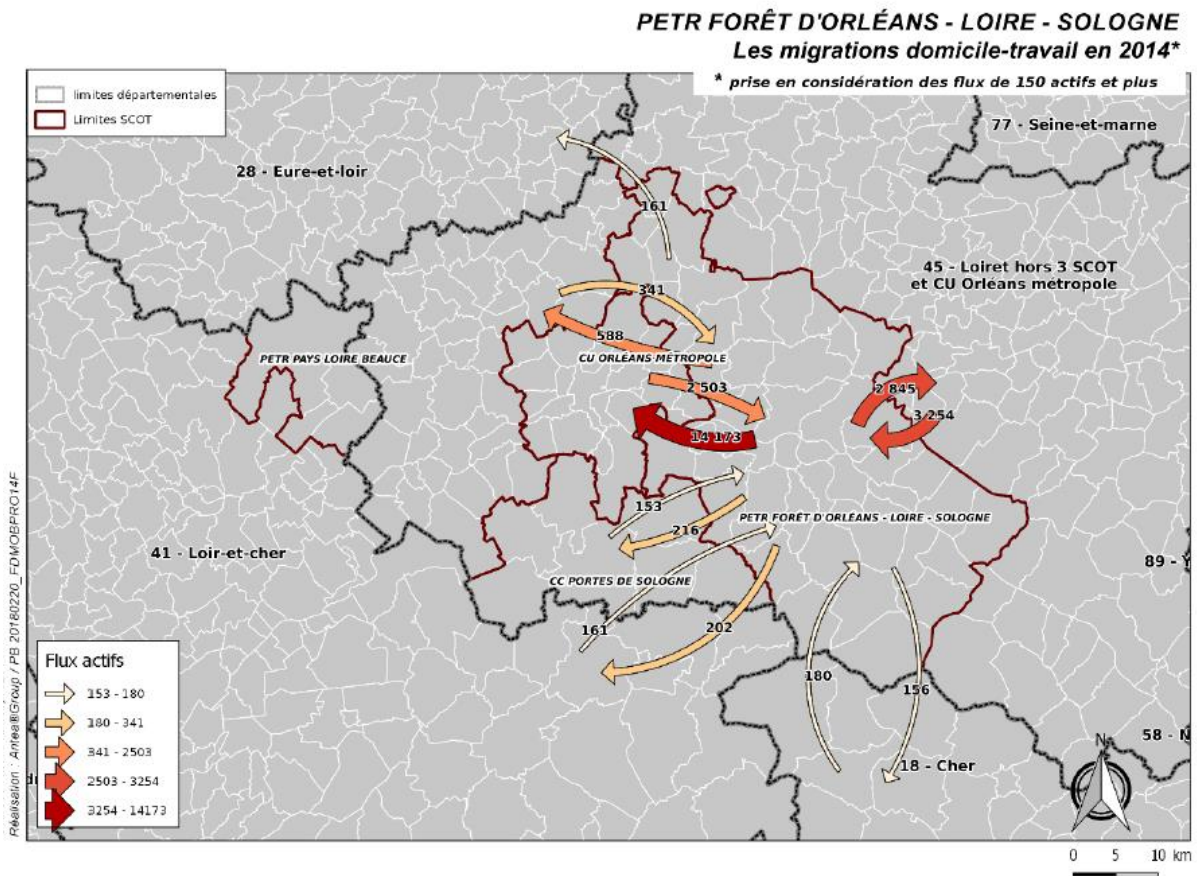 PETR FORÊT D'ORLÉANS - LOIRE - SOLOGNE
Les migrations domicile-travail en 2014*
* prise en considération des flux de 150 actifs et plus
limites départementales
Limites SCOT
77 - Seine-et-marne
28 - Eure-et-loir
161
45 - Loiret hors 3 SCOT
et CU Orléans métropole
341
588
PETR PAYS LOIRE BEAUCE
CU ORLÉANS MÉTROPOLE
2 503
2 845
3 254
14 173
153
216
PETR FORÊT D'ORLÉANS - LOIRE - SOLOGNE
41 - Loir-et-cher
89 - Y
CC PORTES DE SOLOGNE
161
202
180
156
58 - N
18 - Cher
Flux actifs
153 - 180
180 - 341
341 - 2503
2503 - 3254
3254 - 14173
N
0 5 10 km
Réalisation : Antea®Group / PB 20180220_FDMOBPRO14F